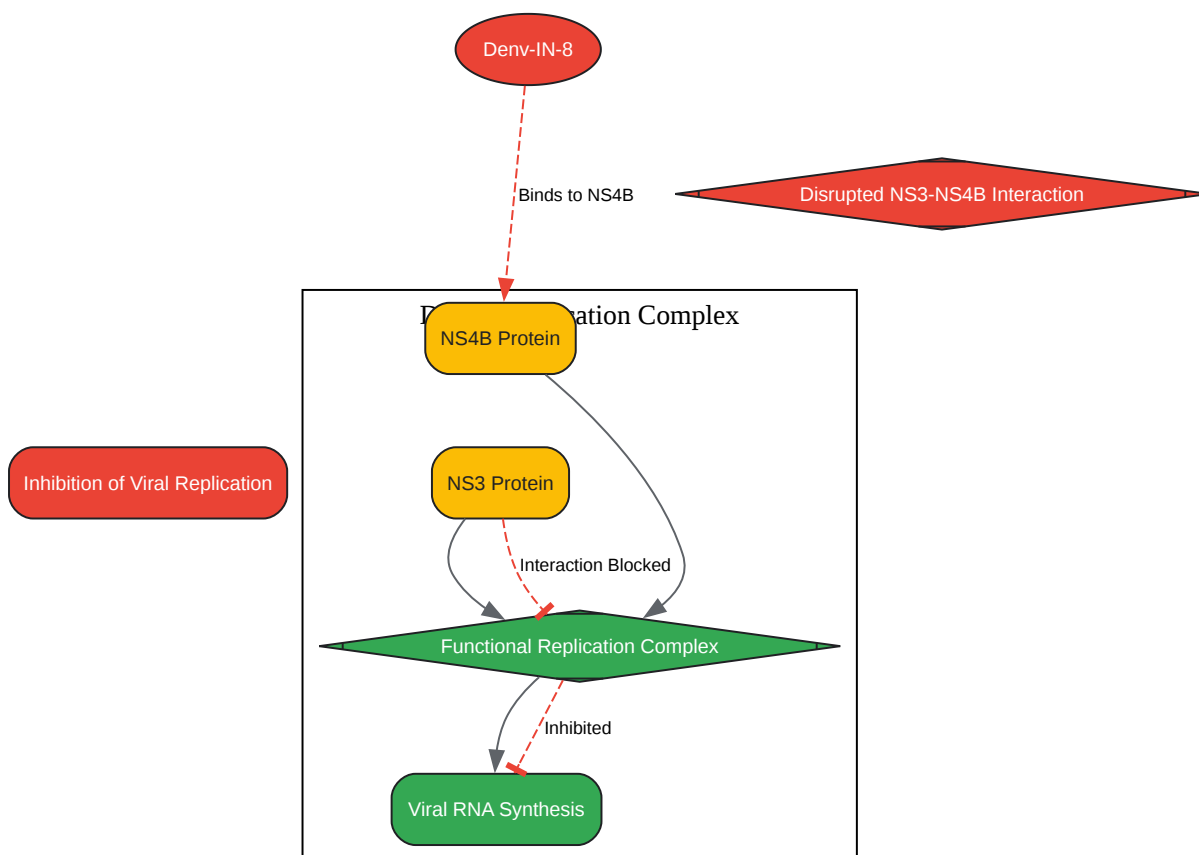 Denv-IN-8
Binds to NS4B
Disrupted NS3-NS4B Interaction
Complex
NS4B Protein
Inhibition of Viral Replication
NS3 Protein
Interaction Blocked
Functional Replication Complex
Inhibited
Viral RNA Synthesis